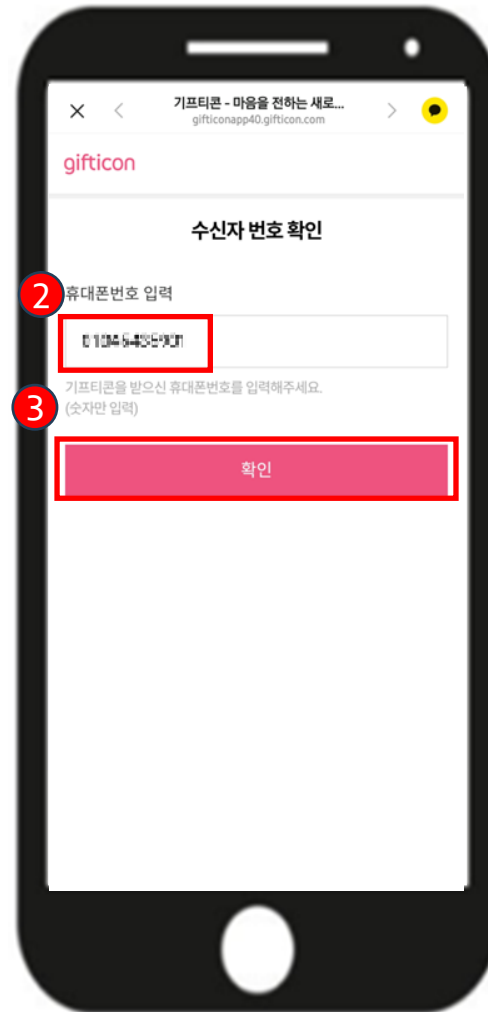 기프티콘 - 마음을 전하는 새로...
gifticonapp40.gifticon.com
gifticon
수신자 번호 확인
2
휴대폰번호 입력
기프티콘을 받으신 휴대폰번호를 입력해주세요.
3
(숫자만 입력)
확인